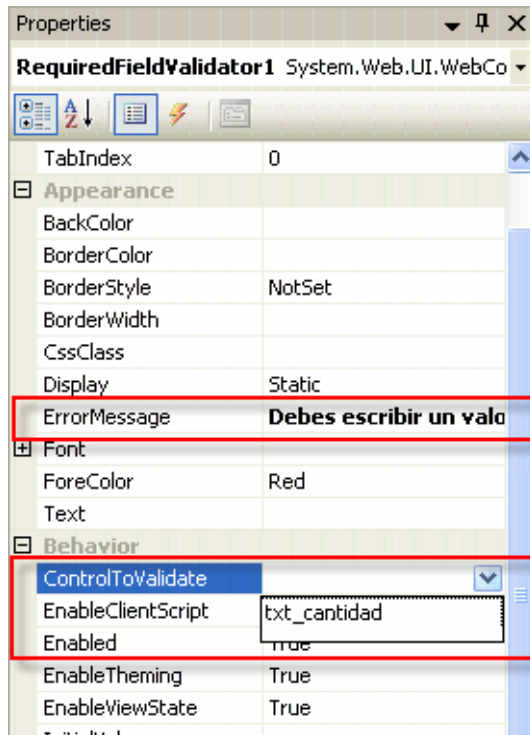 Properties
RequiredFieldValidator1 System.Web.UI.WebCo
TabIndex 0
Appearance
BackColor
BorderColor
BorderStyle NotSet
BorderWidth
CssClass
Display Static
ErrorMessage Debes escribir un valo
Font
ForeColor Red
Text
Behavior
ControlToValidate
EnableClientScript txt_cantidad
Enabled True
EnableTheming True
EnableViewState True